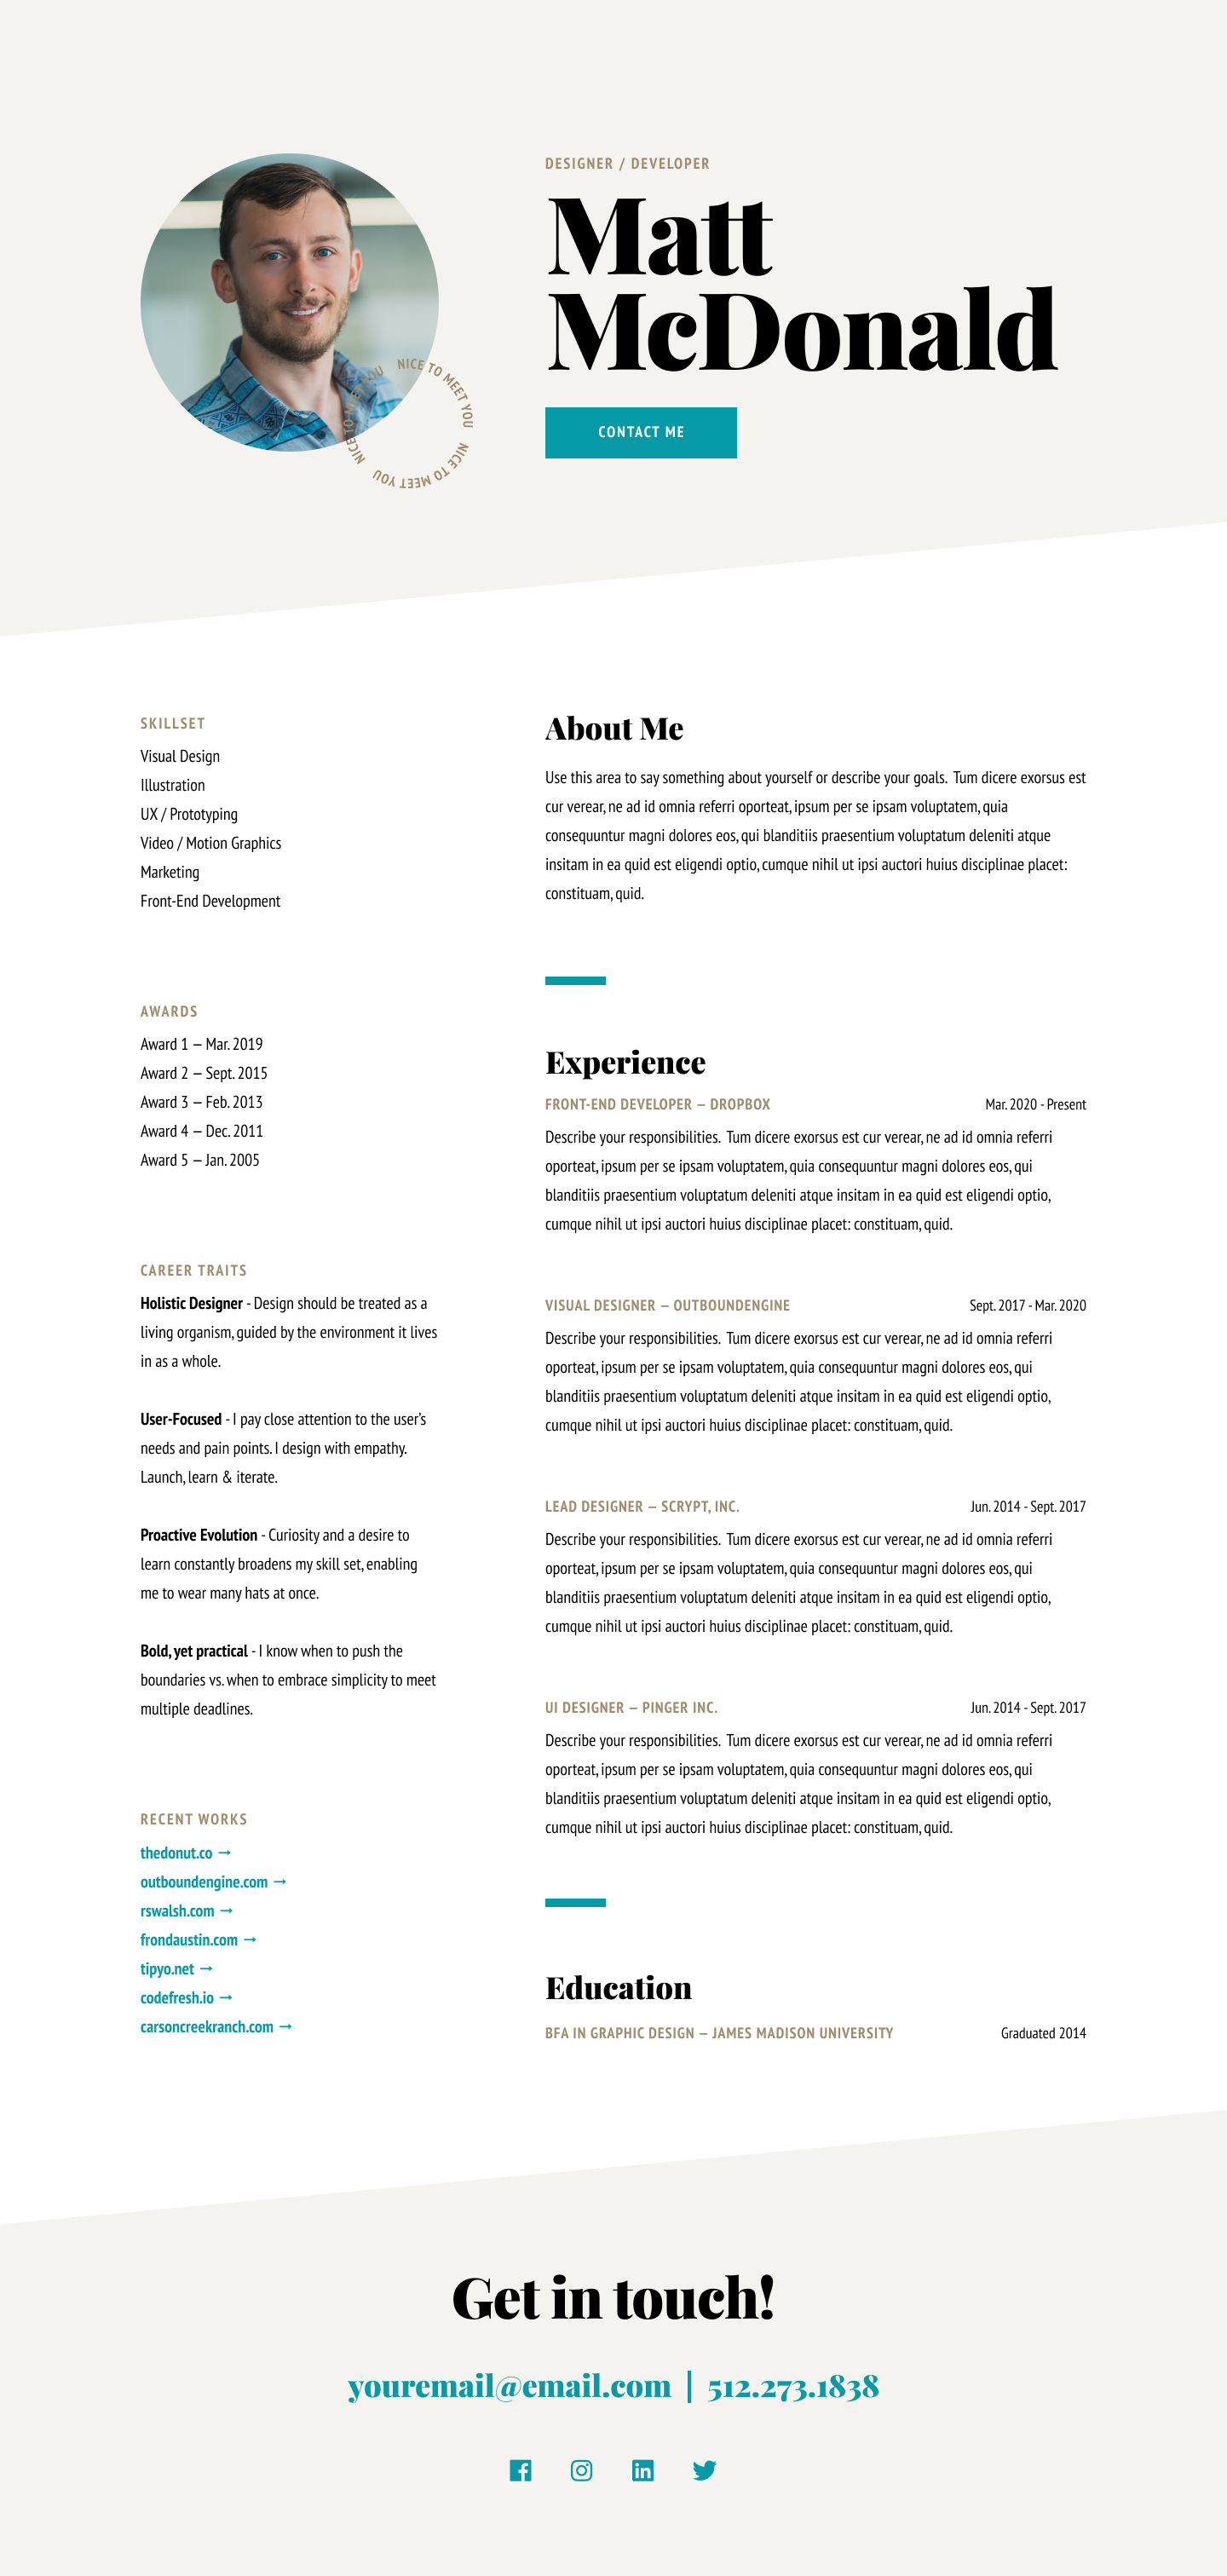 DESIGNER / DEVELOPER
Matt
McDonald
CONTACT ME
NICE TO MEET YOU NICE TO MEET YOU NICE TO MEET YOU
SKILLSET
Visual Design
Illustration
UX / Prototyping
Video / Motion Graphics
Marketing
Front-End Development
AWARDS
Award 1 — Mar. 2019
Award 2 — Sept. 2015
Award 3 — Feb. 2013
Award 4 — Dec. 2011
Award 5 — Jan. 2005
CAREER TRAITS
Holistic Designer - Design should be treated as a
living organism, guided by the environment it lives
in as a whole.
User-Focused - I pay close attention to the user's
needs and pain points. I design with empathy.
Launch, learn & iterate.
Proactive Evolution - Curiosity and a desire to
learn constantly broadens my skill set, enabling
me to wear many hats at once.
Bold, yet practical - I know when to push the
boundaries vs. when to embrace simplicity to meet
multiple deadlines.
RECENT WORKS
thedonut.co →
outboundengine.com →
rswalsh.com →
frondaustin.com →
tipyo.net →
codefresh.io →
carsoncreekranch.com →
About Me
Use this area to say something about yourself or describe your goals. Tum dicere exorsus est
cur verear, ne ad id omnia referri oporteat, ipsum per se ipsam voluptatem, quia
consequuntur magni dolores eos, qui blanditiis praesentium voluptatum deleniti atque
insitam in ea quid est eligendi optio, cumque nihil ut ipsi auctori huius disciplinae placet:
constituam, quid.
Experience
FRONT-END DEVELOPER — DROPBOX Mar. 2020 - Present
Describe your responsibilities. Tum dicere exorsus est cur verear, ne ad id omnia referri
oporteat, ipsum per se ipsam voluptatem, quia consequuntur magni dolores eos, qui
blanditiis praesentium voluptatum deleniti atque insitam in ea quid est eligendi optio,
cumque nihil ut ipsi auctori huius disciplinae placet: constituam, quid.
VISUAL DESIGNER — OUTBOUNDENGINE Sept. 2017 - Mar. 2020
Describe your responsibilities. Tum dicere exorsus est cur verear, ne ad id omnia referri
oporteat, ipsum per se ipsam voluptatem, quia consequuntur magni dolores eos, qui
blanditiis praesentium voluptatum deleniti atque insitam in ea quid est eligendi optio,
cumque nihil ut ipsi auctori huius disciplinae placet: constituam, quid.
LEAD DESIGNER — SCRYPT, INC. Jun. 2014 - Sept. 2017
Describe your responsibilities. Tum dicere exorsus est cur verear, ne ad id omnia referri
oporteat, ipsum per se ipsam voluptatem, quia consequuntur magni dolores eos, qui
blanditiis praesentium voluptatum deleniti atque insitam in ea quid est eligendi optio,
cumque nihil ut ipsi auctori huius disciplinae placet: constituam, quid.
UI DESIGNER — PINGER INC. Jun. 2014 - Sept. 2017
Describe your responsibilities. Tum dicere exorsus est cur verear, ne ad id omnia referri
oporteat, ipsum per se ipsam voluptatem, quia consequuntur magni dolores eos, qui
blanditiis praesentium voluptatum deleniti atque insitam in ea quid est eligendi optio,
cumque nihil ut ipsi auctori huius disciplinae placet: constituam, quid.
Education
BFA IN GRAPHIC DESIGN — JAMES MADISON UNIVERSITY Graduated 2014
Get in touch!
youremail@email.com | 512.273.1838